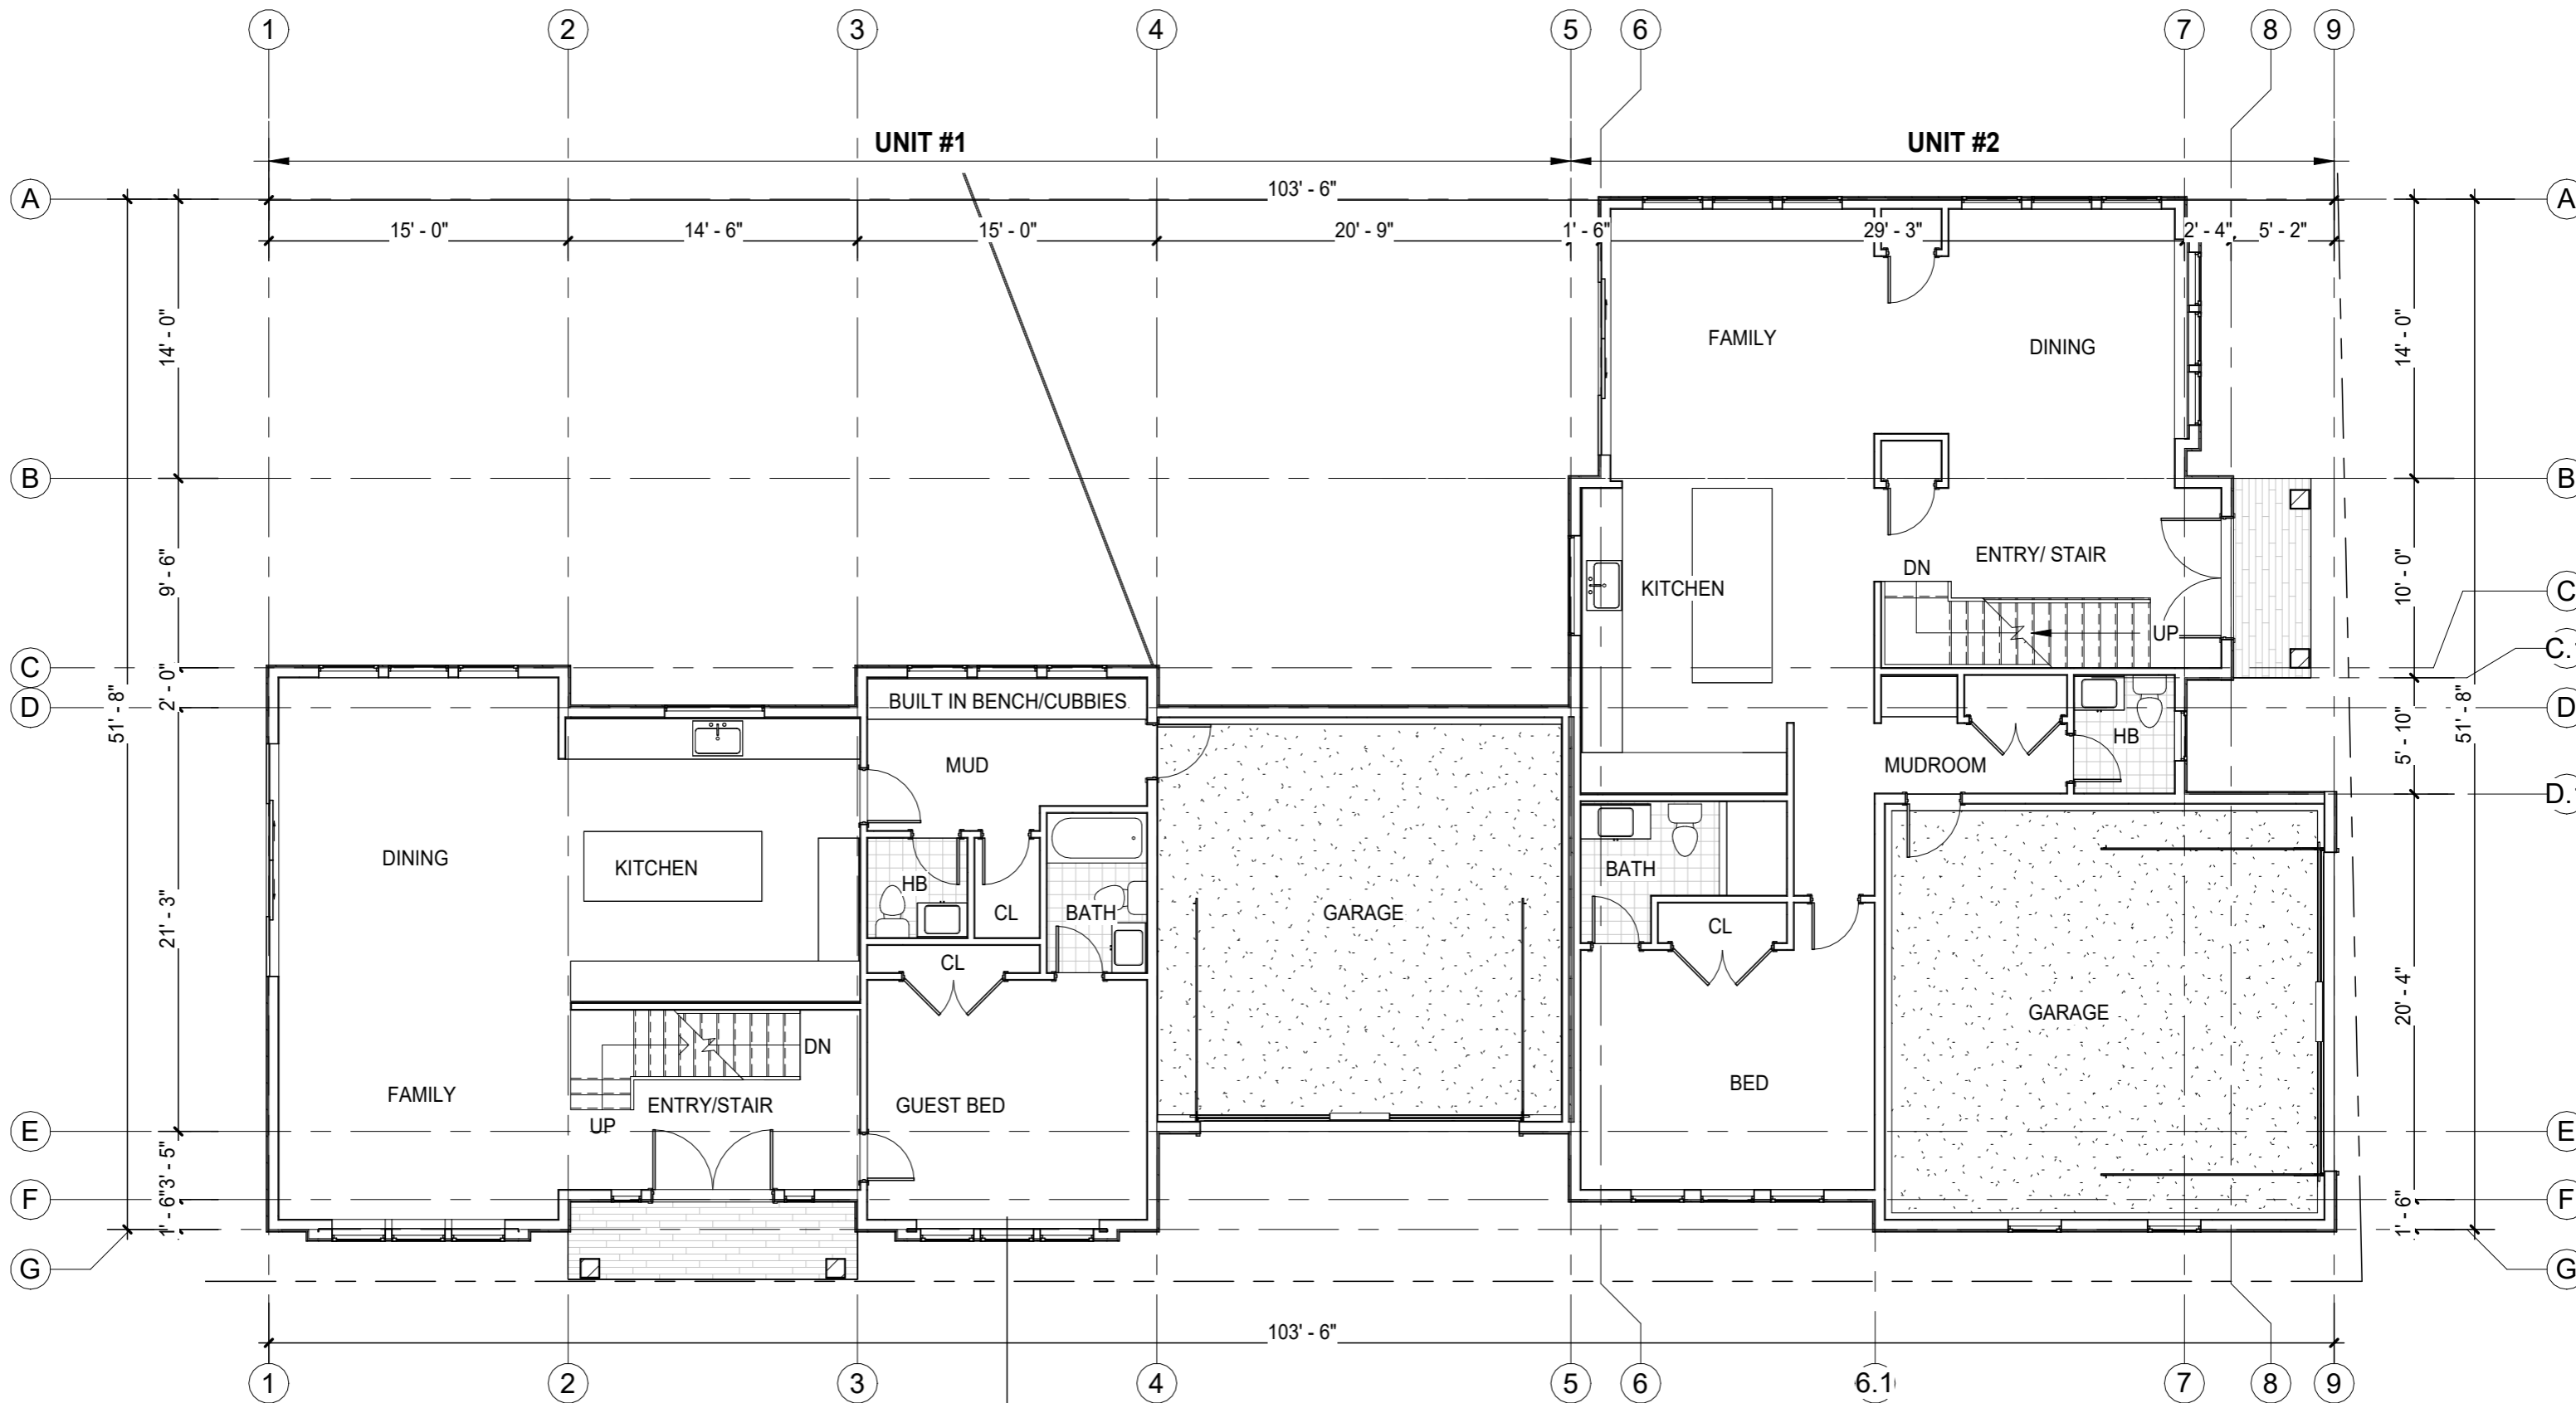 1 2 3 4 5 6 7 8 9
UNIT #1 UNIT #2
A 103' - 6" A
15' - 0" 14' - 6" 15' - 0" 20' - 9" 1' - 6" 29' - 3" 2' - 4" 5' - 2"
14' - 0" 14' - 0"
FAMILY DINING
B B
9' - 6" 10' - 0"
ENTRY/ STAIR
DN
KITCHEN
C
UP
C.
C
2' - 0"
BUILT IN BENCH/CUBBIES
D D
51' - 8" 51' - 8"
HB
5' - 10"
MUD MUDROOM
D.
DINING KITCHEN
BATH
HB CL BATH GARAGE
21' - 3"
CL
CL
GARAGE
20' - 4"
DN
BED
FAMILY ENTRY/STAIR GUEST BED
UP
E E
3' - 5"
F F
1' - 6" 1' - 6"
G G
103' - 6"
1 2 3 4 5 6 6.1 7 8 9